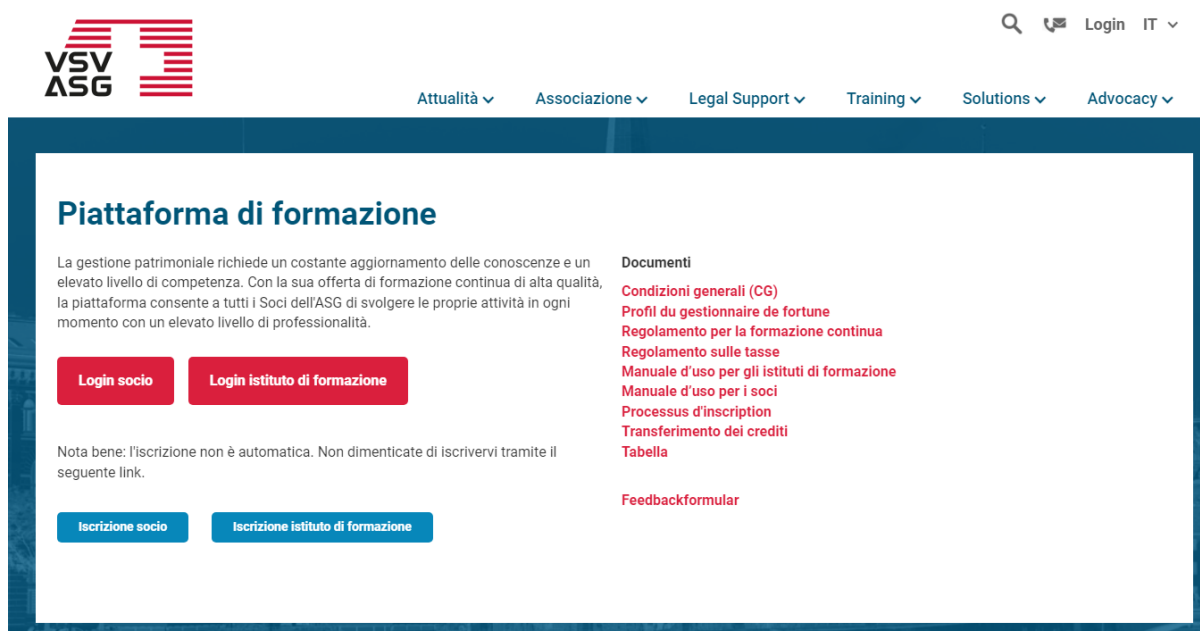 VSV
ASG
Login
IT
Attualità
Associazione
Legal Support
Training
Solutions
Advocacy
Piattaforma di formazione
La gestione patrimoniale richiede un costante aggiornamento delle conoscenze e un
elevato livello di competenza. Con la sua offerta di formazione continua di alta qualità,
la piattaforma consente a tutti i Soci dell'ASG di svolgere le proprie attività in ogni
momento con un elevato livello di professionalità.
Login socio
Login istituto di formazione
Nota bene: l'iscrizione non è automatica. Non dimenticate di iscrivervi tramite il
seguente link.
Iscrizione socio
Iscrizione istituto di formazione
Documenti
Condizioni generali (CG)
Profil du gestionnaire de fortune
Regolamento per la formazione continua
Regolamento sulle tasse
Manuale d’uso per gli istituti di formazione
Manuale d’uso per i soci
Processus d'inscription
Transferimento dei crediti
Tabella
Feedbackformular